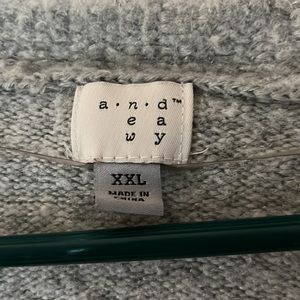 a · n · d™
e a
w y
XXL
MADE IN
CHINA